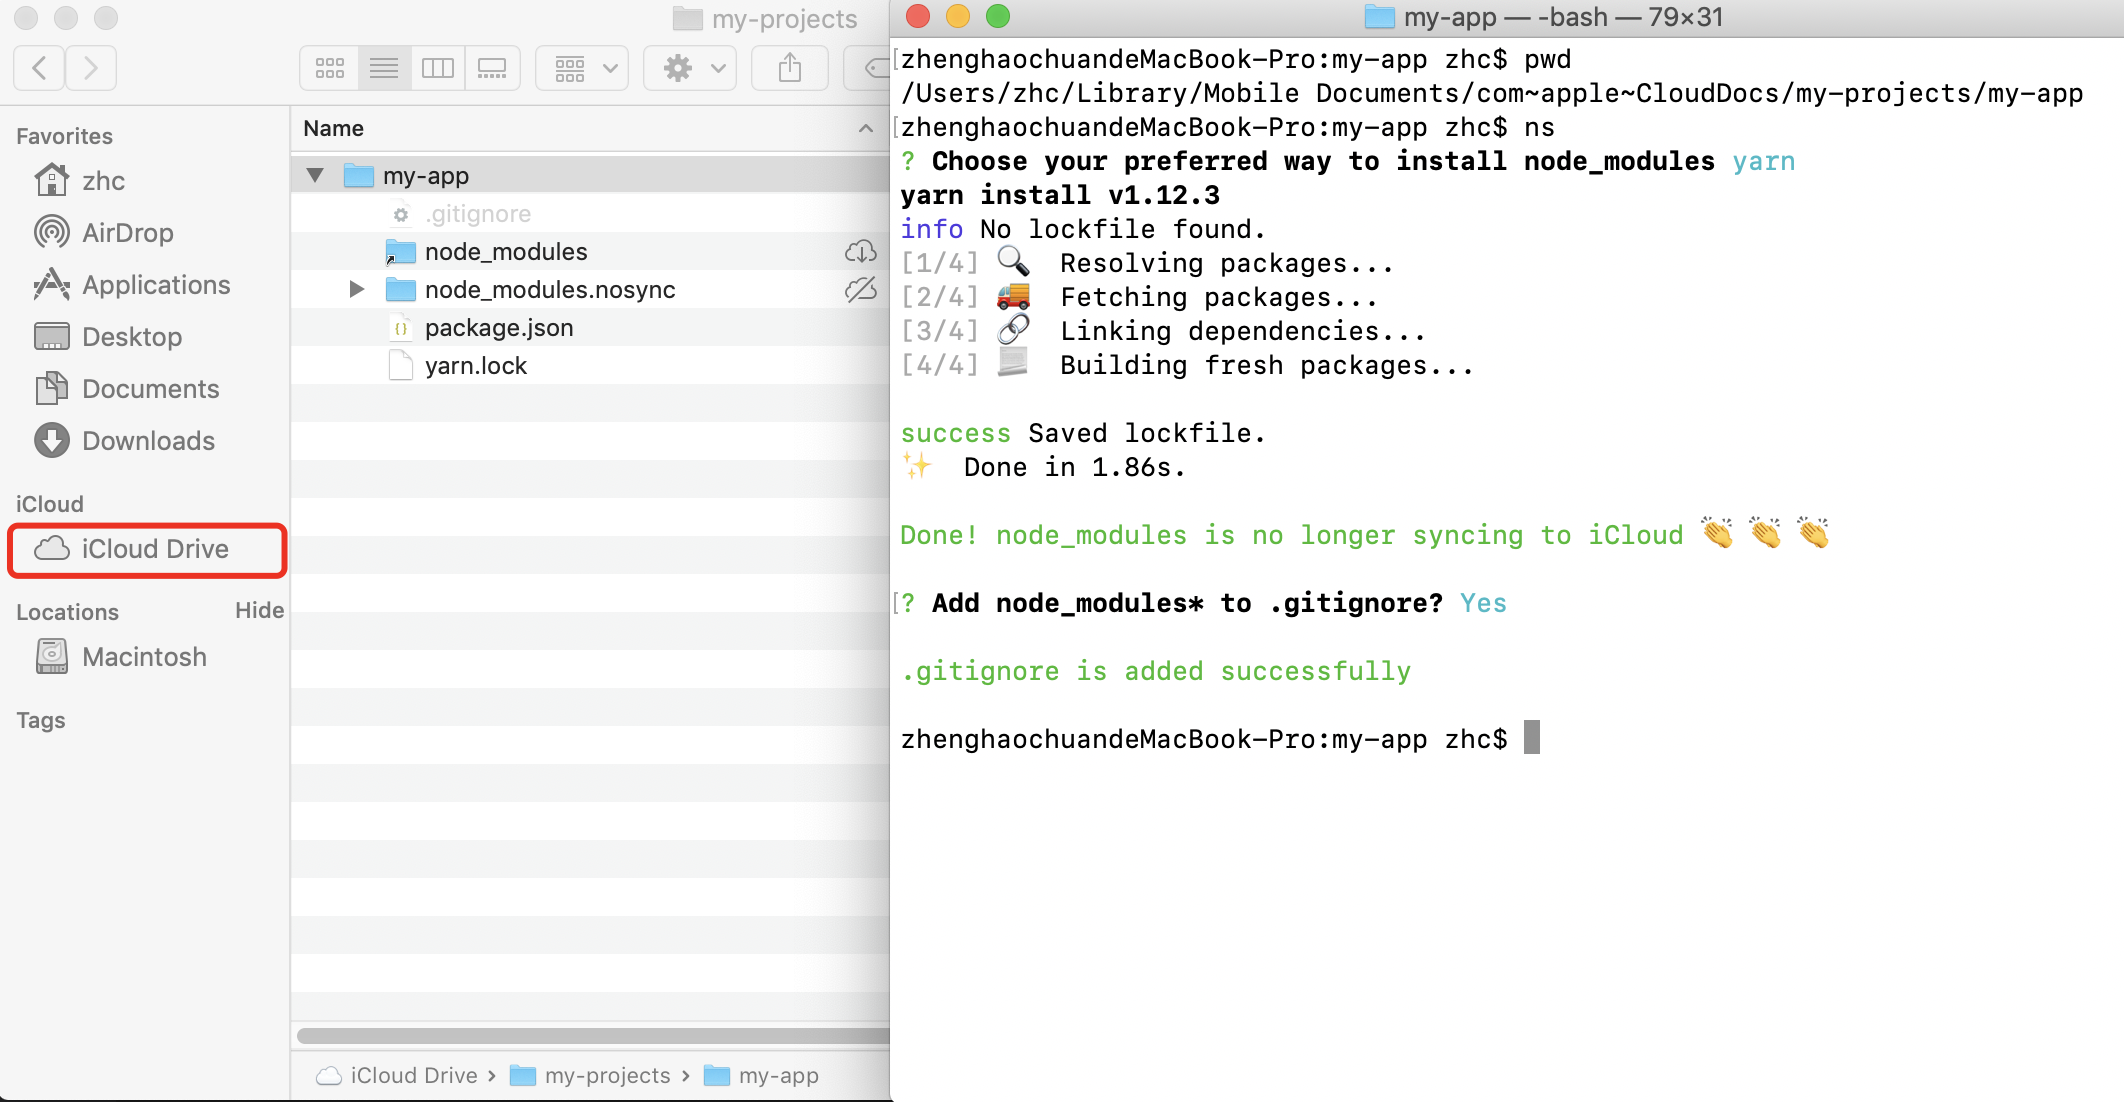 my-projects
Favorites
zhc
AirDrop
Applications
Desktop
Documents
Downloads
iCloud
iCloud Drive
Locations Hide
Macintosh
Tags
Name
my-app
.gitignore
node_modules
node_modules.nosync
package.json
yarn.lock
iCloud Drive › my-projects › my-app
my-app — -bash — 79×31
[zhenghaochuandeMacBook-Pro:my-app zhc$ pwd
/Users/zhc/Library/Mobile Documents/com~apple~CloudDocs/my-projects/my-app
[zhenghaochuandeMacBook-Pro:my-app zhc$ ns
? Choose your preferred way to install node_modules yarn
yarn install v1.12.3
info No lockfile found.
[1/4] 🔍 Resolving packages...
[2/4] 🚚 Fetching packages...
[3/4] 🔗 Linking dependencies...
[4/4] 📃 Building fresh packages...
success Saved lockfile.
✨ Done in 1.86s.
Done! node_modules is no longer syncing to iCloud 👏 👏 👏
[? Add node_modules* to .gitignore? Yes
.gitignore is added successfully
zhenghaochuandeMacBook-Pro:my-app zhc$